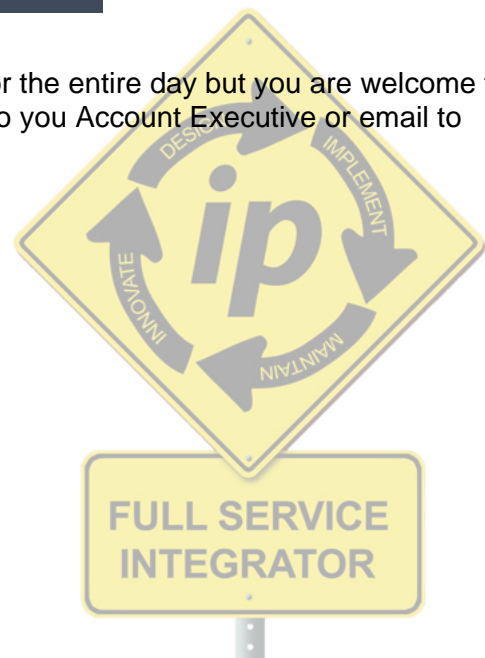 or the entire day but you are welcome
o you Account Executive or email to
DESIGN
IMPLEMENT
ip
INNOVATE
MAINTAIN
FULL SERVICE
INTEGRATOR